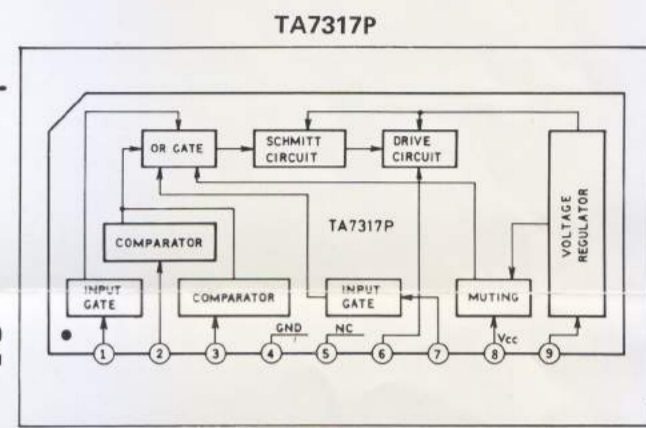 TA7317P
OR GATE
SCHMITT
CIRCUIT
DRIVE
CIRCUIT
VOLTAGE
REGULATOR
TA7317P
COMPARATOR
INPUT
GATE
COMPARATOR
INPUT
GATE
MUTING
GND
NC
Vcc
1 2 3 4 5 6 7 8 9